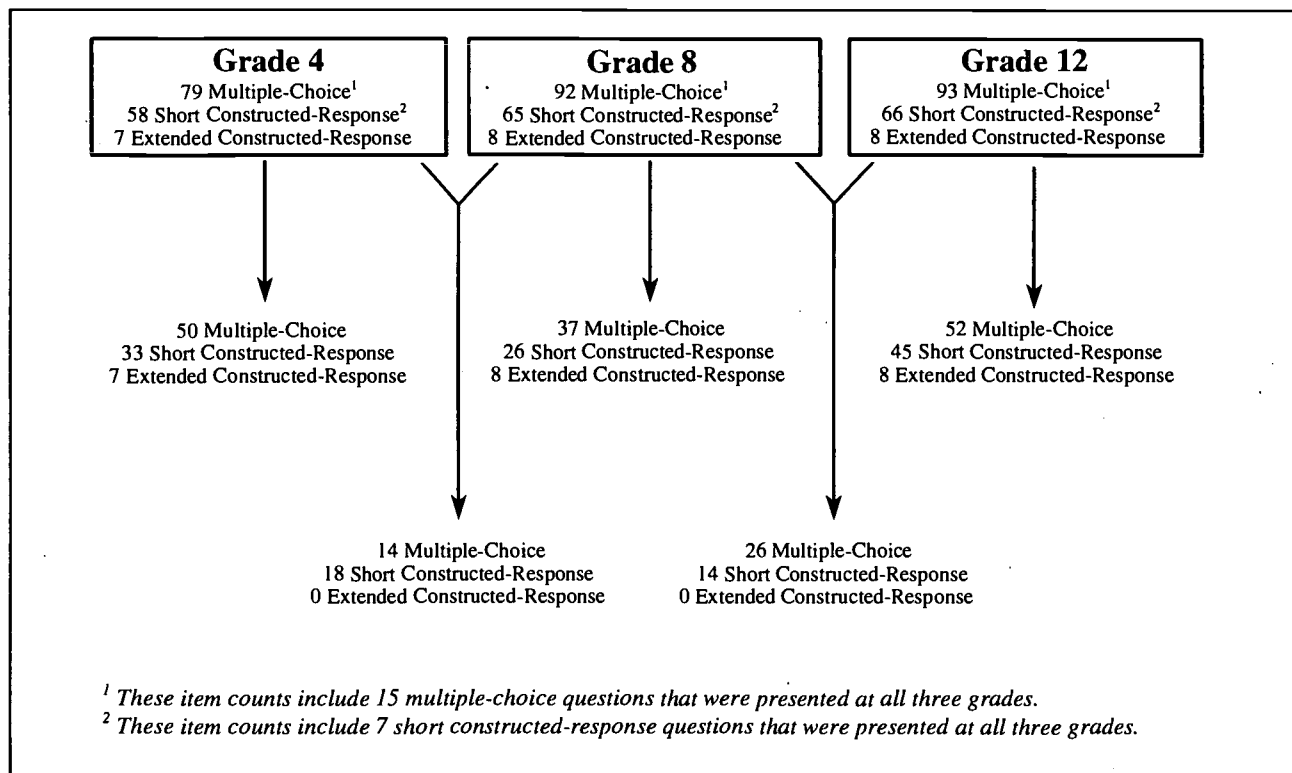 Grade 4
79 Multiple-Choice¹
58 Short Constructed-Response²
7 Extended Constructed-Response
Grade 8
92 Multiple-Choice¹
65 Short Constructed-Response²
8 Extended Constructed-Response
Grade 12
93 Multiple-Choice¹
66 Short Constructed-Response²
8 Extended Constructed-Response
50 Multiple-Choice
33 Short Constructed-Response
7 Extended Constructed-Response
37 Multiple-Choice
26 Short Constructed-Response
8 Extended Constructed-Response
52 Multiple-Choice
45 Short Constructed-Response
8 Extended Constructed-Response
14 Multiple-Choice
18 Short Constructed-Response
0 Extended Constructed-Response
26 Multiple-Choice
14 Short Constructed-Response
0 Extended Constructed-Response
¹ These item counts include 15 multiple-choice questions that were presented at all three grades.
² These item counts include 7 short constructed-response questions that were presented at all three grades.